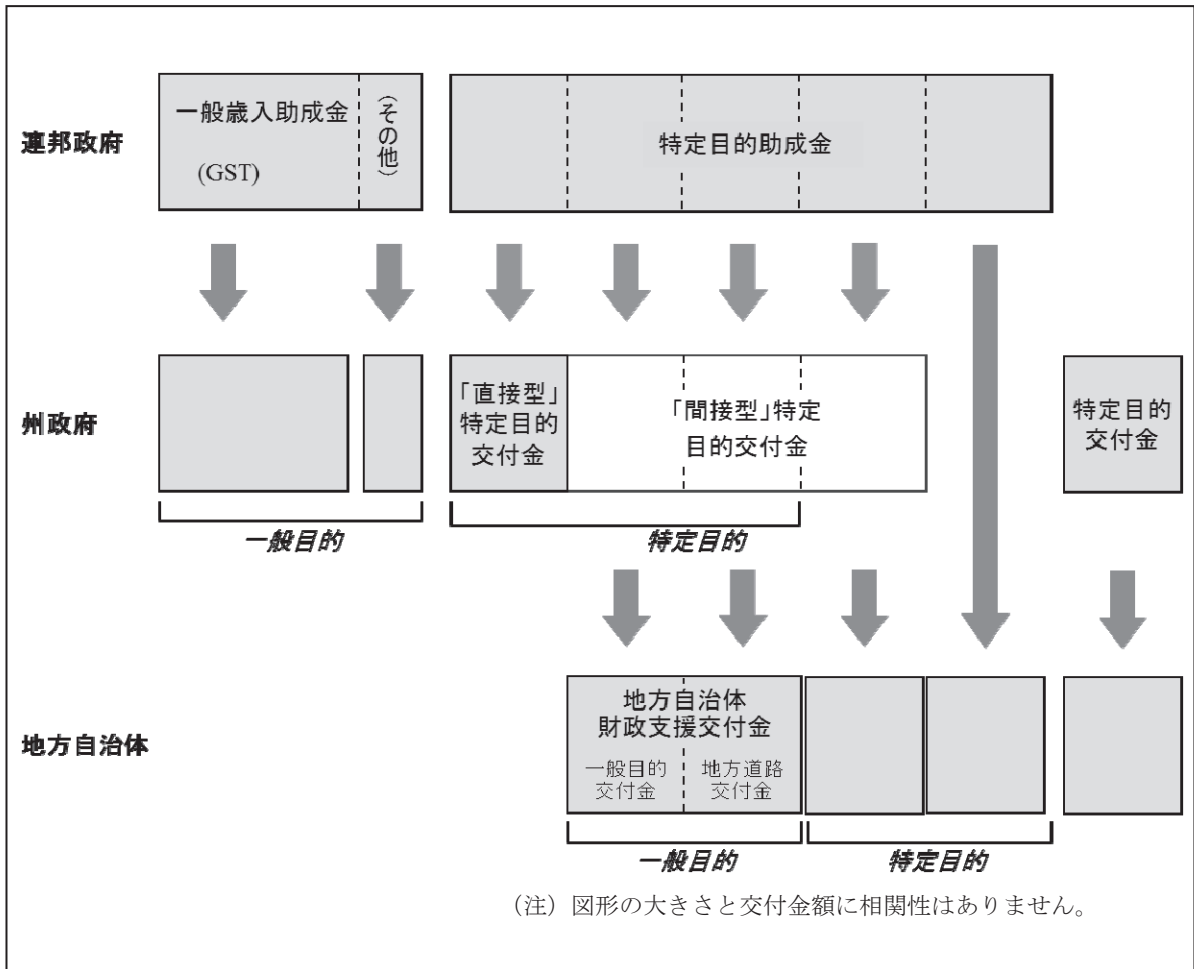 連邦政府
一般歳入助成金
(GST)
（その他）
特定目的助成金
州政府
「直接型」
特定目的
交付金
「間接型」特定
目的交付金
特定目的
交付金
一般目的
特定目的
地方自治体
地方自治体
財政支援交付金
一般目的
交付金
地方道路
交付金
一般目的
特定目的
（注）図形の大きさと交付金額に相関性はありません。